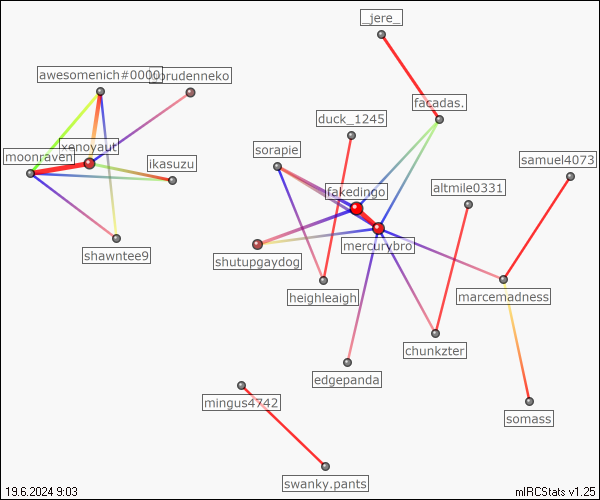 _jere_
awesomenich#0000
prudenneko
facadas.
duck_1245
xenoyaut
sorapie
moonraven
ikasuzu
samuel4073
fakedingo
altmile0331
mercurybro
shawntee9
shutupgaydog
heighleaigh
marcemadness
chunkzter
edgepanda
mingus4742
somass
swanky.pants
19.6.2024 9:03
mIRCStats v1.25